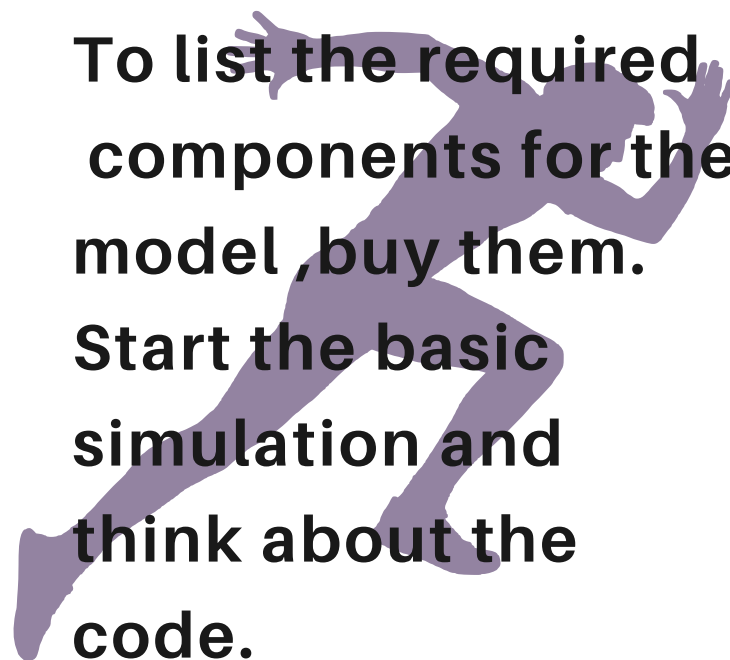 To list the required
components for the
model ,buy them.
Start the basic
simulation and
think about the
code.